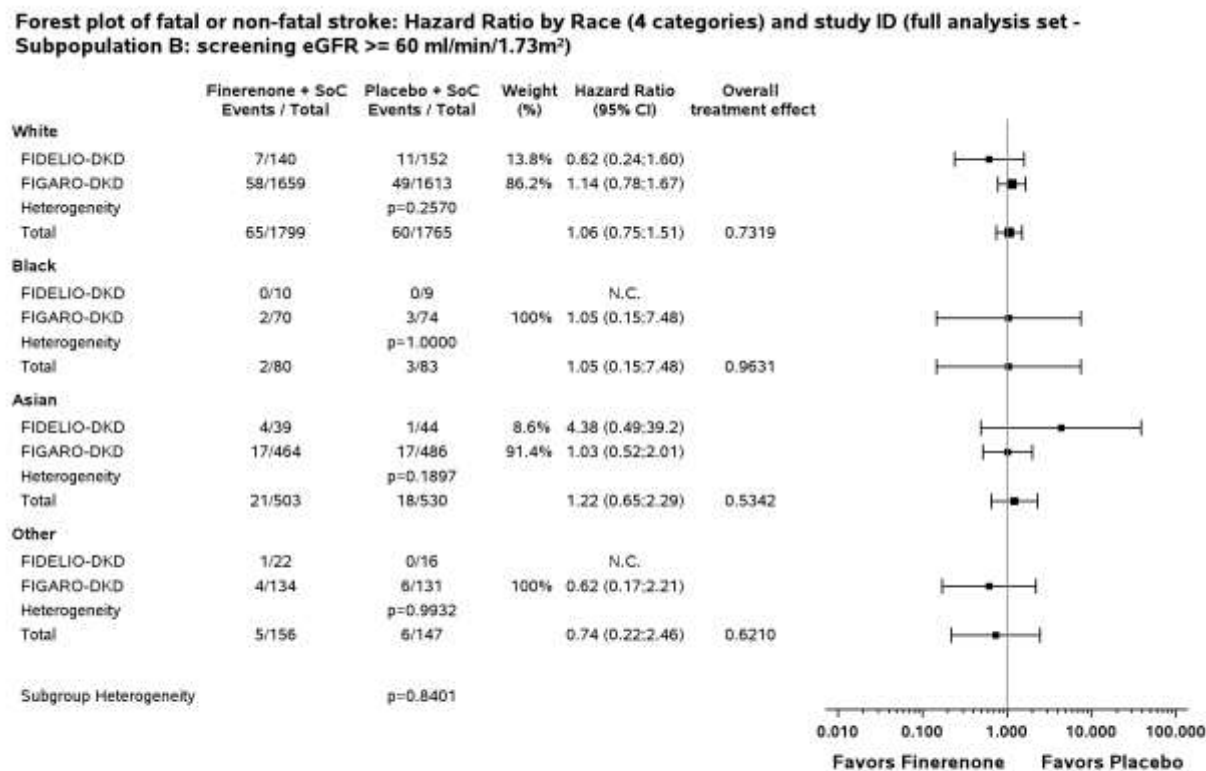 Forest plot of fatal or non-fatal stroke: Hazard Ratio by Race (4 categories) and study ID (full analysis set -
Subpopulation B: screening eGFR >= 60 ml/min/1.73m²)
Finerenone + SoC Placebo + SoC Weight Hazard Ratio Overall
Events / Total Events / Total (%) (95% CI) treatment effect
White
FIDELIO-DKD 7/140 11/152 13.8% 0.62 (0.24;1.60)
FIGARO-DKD 58/1659 49/1613 86.2% 1.14 (0.78;1.67)
Heterogeneity p=0.2570
Total 65/1799 60/1765 1.06 (0.75;1.51) 0.7319
Black
FIDELIO-DKD 0/10 0/9 N.C.
FIGARO-DKD 2/70 3/74 100% 1.05 (0.15;7.48)
Heterogeneity p=1.0000
Total 2/80 3/83 1.05 (0.15;7.48) 0.9631
Asian
FIDELIO-DKD 4/39 1/44 8.6% 4.38 (0.49;39.2)
FIGARO-DKD 17/464 17/486 91.4% 1.03 (0.52;2.01)
Heterogeneity p=0.1897
Total 21/503 18/530 1.22 (0.65;2.29) 0.5342
Other
FIDELIO-DKD 1/22 0/16 N.C.
FIGARO-DKD 4/134 6/131 100% 0.62 (0.17;2.21)
Heterogeneity p=0.9932
Total 5/156 6/147 0.74 (0.22;2.46) 0.6210
Subgroup Heterogeneity p=0.8401
0.010 0.100 1.000 10.000 100.000
Favors Finerenone Favors Placebo